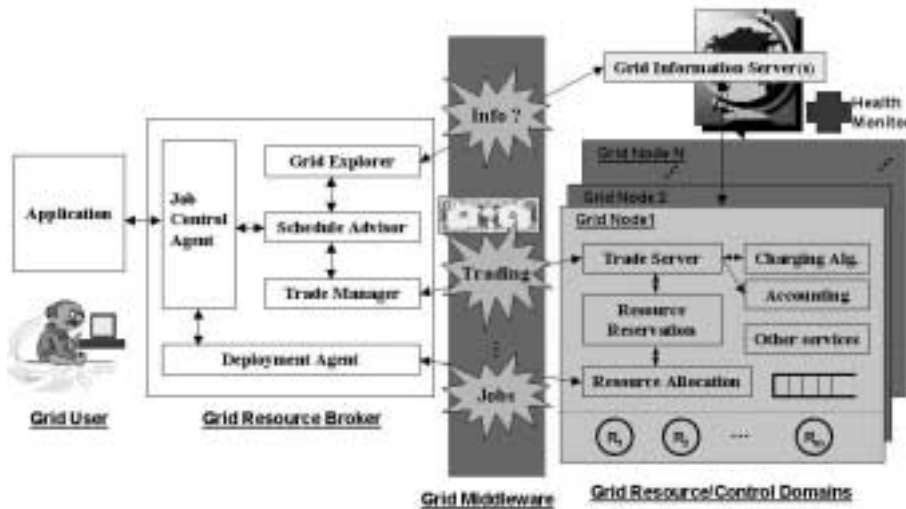 Grid Information Server(s)
Health
Monitor
Info ?
Grid Explorer
Grid Node N
Application
Job
Control
Agent
Grid Node 2
Grid Node1
Schedule Advisor
Trading
Trade Server
Charging Alg.
Trade Manager
Accounting
Resource
Reservation
Other services
Deployment Agent
...
Jobs
Resource Allocation
R1
R2
...
Rm
Grid User
Grid Resource Broker
Grid Middleware
Grid Resource/Control Domains